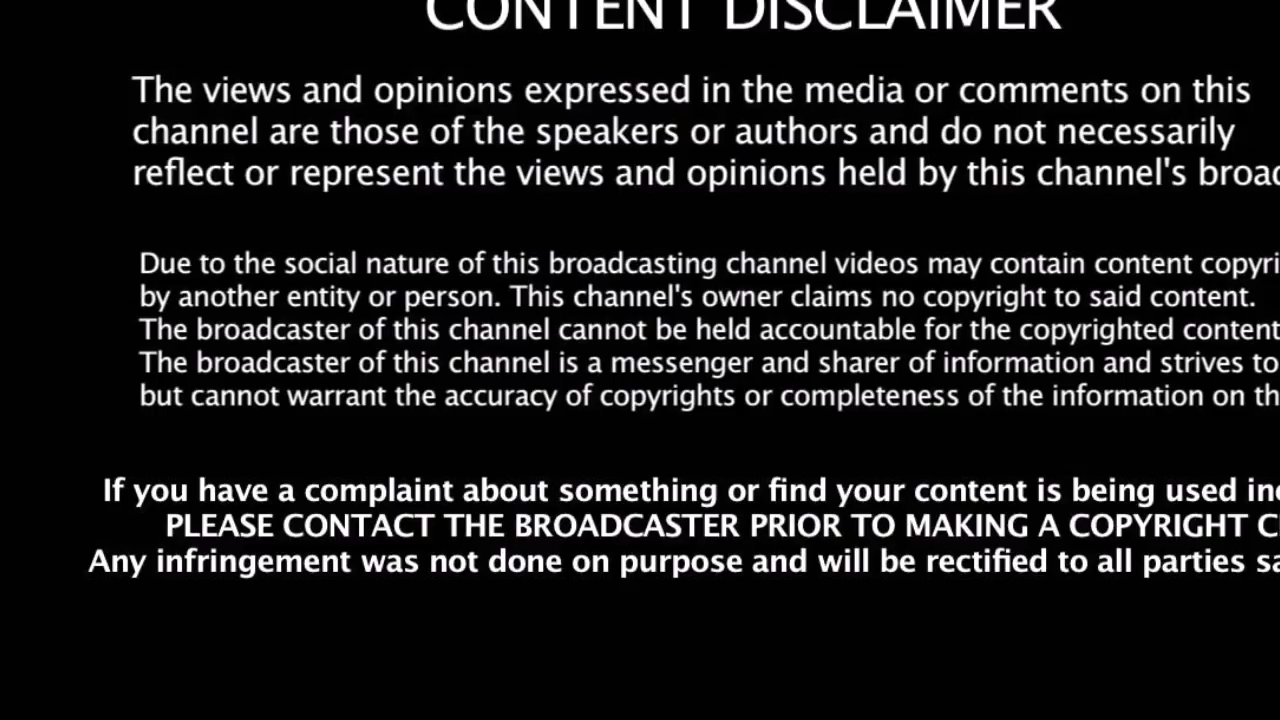 CONTENT DISCLAIMER
The views and opinions expressed in the media or comments on this
channel are those of the speakers or authors and do not necessarily
reflect or represent the views and opinions held by this channel's broad
Due to the social nature of this broadcasting channel videos may contain content copyri
by another entity or person. This channel's owner claims no copyright to said content.
The broadcaster of this channel cannot be held accountable for the copyrighted content
The broadcaster of this channel is a messenger and sharer of information and strives to
but cannot warrant the accuracy of copyrights or completeness of the information on th
If you have a complaint about something or find your content is being used inc
PLEASE CONTACT THE BROADCASTER PRIOR TO MAKING A COPYRIGHT C
Any infringement was not done on purpose and will be rectified to all parties sa